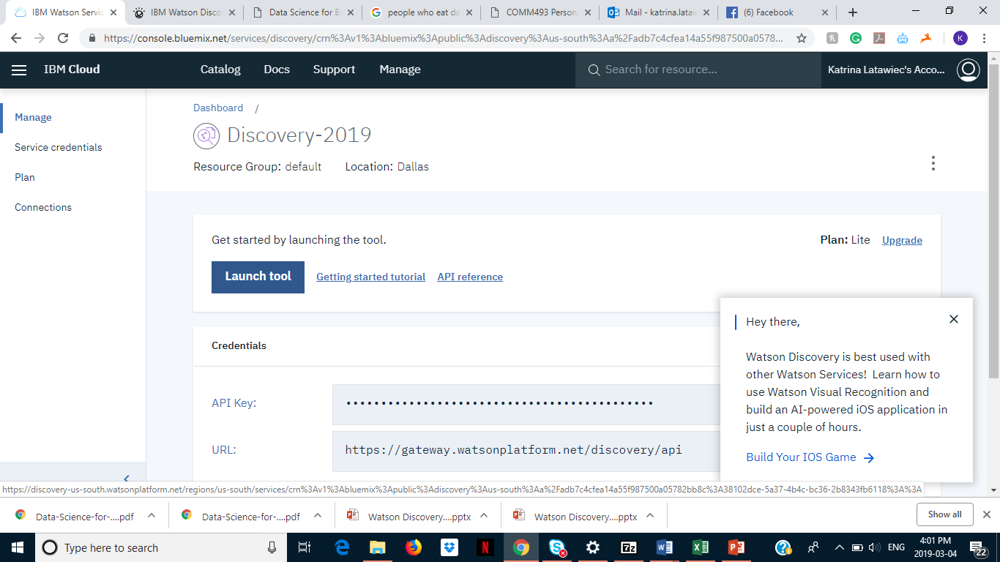 IBM Watson Servic
IBM Watson Disco
Data Science for B
people who eat da
COMM493 Person
Mail - katrina.lataw
(6) Facebook
https://console.bluemix.net/services/discovery/crn%3Av1%3Abluemix%3Apublic%3Adiscovery%3Aus-south%3Aa%2Fadb7c4cfea14a55f987500a0578...
K
IBM Cloud
Catalog
Docs
Support
Manage
Search for resource...
Katrina Latawiec's Acco...
Manage
Service credentials
Plan
Connections
Dashboard /
Discovery-2019
Resource Group: default
Location: Dallas
Get started by launching the tool.
Plan: Lite Upgrade
Launch tool
Getting started tutorial
API reference
Credentials
API Key:
••••••••••••••••••••••••••••••••••••••••••••
URL:
https://gateway.watsonplatform.net/discovery/api
Hey there,
Watson Discovery is best used with
other Watson Services! Learn how to
use Watson Visual Recognition and
build an AI-powered iOS application in
just a couple of hours.
Build Your IOS Game
https://discovery-us-south.watsonplatform.net/regions/us-south/services/crn%3Av1%3Abluemix%3Apublic%3Adiscovery%3Aus-south%3Aa%2Fadb7c4cfea14a55f987500a05782bb8c%3A38102dce-5a37-4b4c-bc36-2b8343fb6118%3A%3A
Data-Science-for-....pdf
Data-Science-for-....pdf
Watson Discovery....pptx
Watson Discovery....pptx
Show all
Type here to search
ENG
4:01 PM
2019-03-04
22